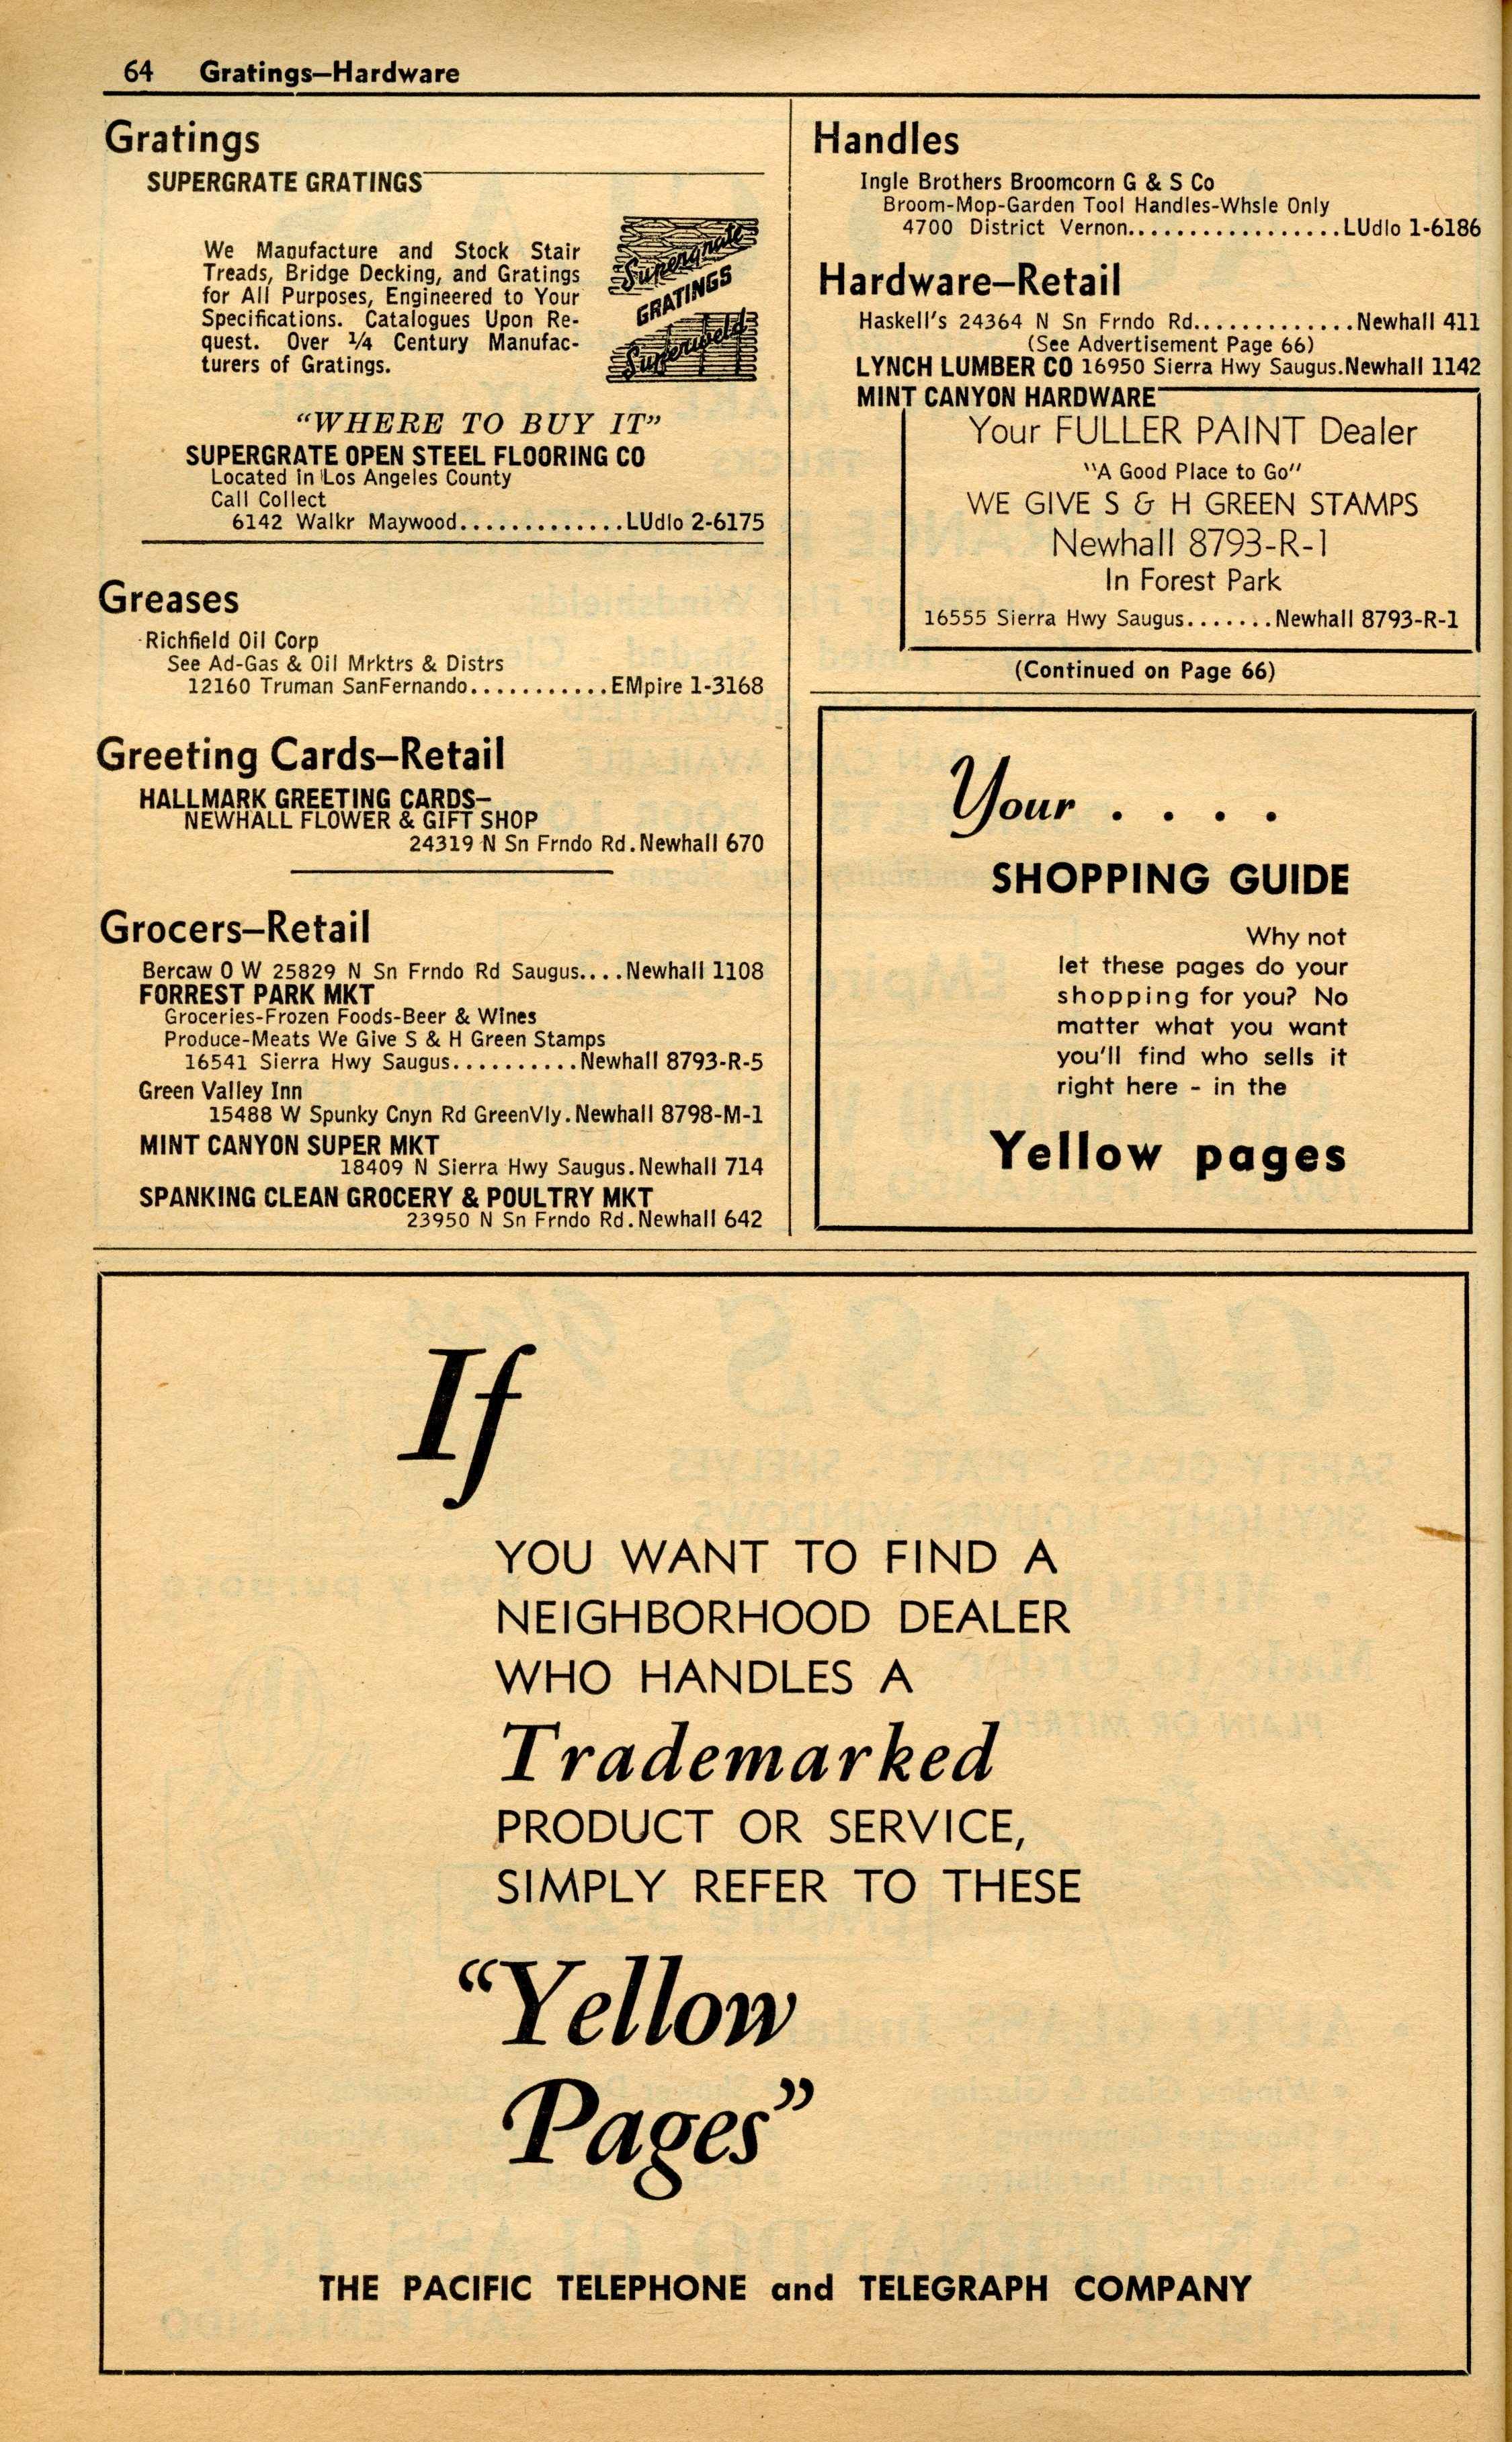 64 Gratings—Hardware
Gratings
SUPERGRATE GRATINGS
We Manufacture and Stock Stair
Treads, Bridge Decking, and Gratings
for All Purposes, Engineered to Your
Specifications. Catalogues Upon Re-
quest. Over 1/4 Century Manufac-
turers of Gratings.
Supergrate
GRATINGS
Superweld
"WHERE TO BUY IT"
SUPERGRATE OPEN STEEL FLOORING CO
Located in Los Angeles County
Call Collect
6142 Walkr Maywood.............LUdlo 2-6175
Greases
Richfield Oil Corp
See Ad-Gas & Oil Mrktrs & Distrs
12160 Truman SanFernando...........EMpire 1-3168
Greeting Cards—Retail
HALLMARK GREETING CARDS—
NEWHALL FLOWER & GIFT SHOP
24319 N Sn Frndo Rd.Newhall 670
Grocers—Retail
Bercaw O W 25829 N Sn Frndo Rd Saugus....Newhall 1108
FORREST PARK MKT
Groceries-Frozen Foods-Beer & Wines
Produce-Meats We Give S & H Green Stamps
16541 Sierra Hwy Saugus..........Newhall 8793-R-5
Green Valley Inn
15488 W Spunky Cnyn Rd GreenVly.Newhall 8798-M-1
MINT CANYON SUPER MKT
18409 N Sierra Hwy Saugus.Newhall 714
SPANKING CLEAN GROCERY & POULTRY MKT
23950 N Sn Frndo Rd.Newhall 642
Handles
Ingle Brothers Broomcorn G & S Co
Broom-Mop-Garden Tool Handles-Whsle Only
4700 District Vernon..................LUdlo 1-6186
Hardware—Retail
Haskell's 24364 N Sn Frndo Rd.............Newhall 411
(See Advertisement Page 66)
LYNCH LUMBER CO 16950 Sierra Hwy Saugus.Newhall 1142
MINT CANYON HARDWARE
Your FULLER PAINT Dealer
"A Good Place to Go"
WE GIVE S & H GREEN STAMPS
Newhall 8793-R-1
In Forest Park
16555 Sierra Hwy Saugus.......Newhall 8793-R-1
(Continued on Page 66)
Your . . . .
SHOPPING GUIDE
Why not
let these pages do your
shopping for you? No
matter what you want
you'll find who sells it
right here - in the
Yellow pages
If
YOU WANT TO FIND A
NEIGHBORHOOD DEALER
WHO HANDLES A
Trademarked
PRODUCT OR SERVICE,
SIMPLY REFER TO THESE
"Yellow
Pages"
THE PACIFIC TELEPHONE and TELEGRAPH COMPANY